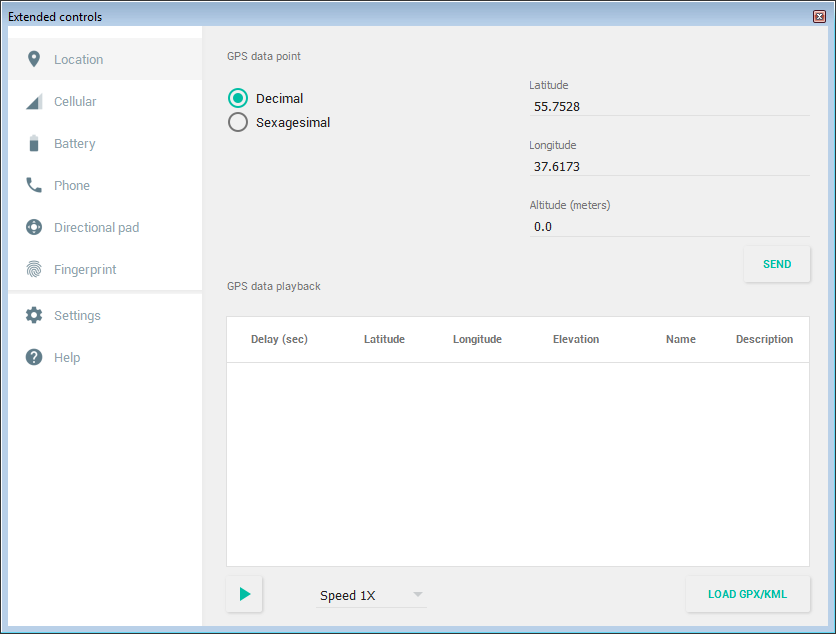 Extended controls
Location
Cellular
Battery
Phone
Directional pad
Fingerprint
Settings
Help
GPS data point
Decimal
Sexagesimal
Latitude
55.7528
Longitude
37.6173
Altitude (meters)
0.0
SEND
GPS data playback
Delay (sec) Latitude Longitude Elevation Name Description
Speed 1X
LOAD GPX/KML